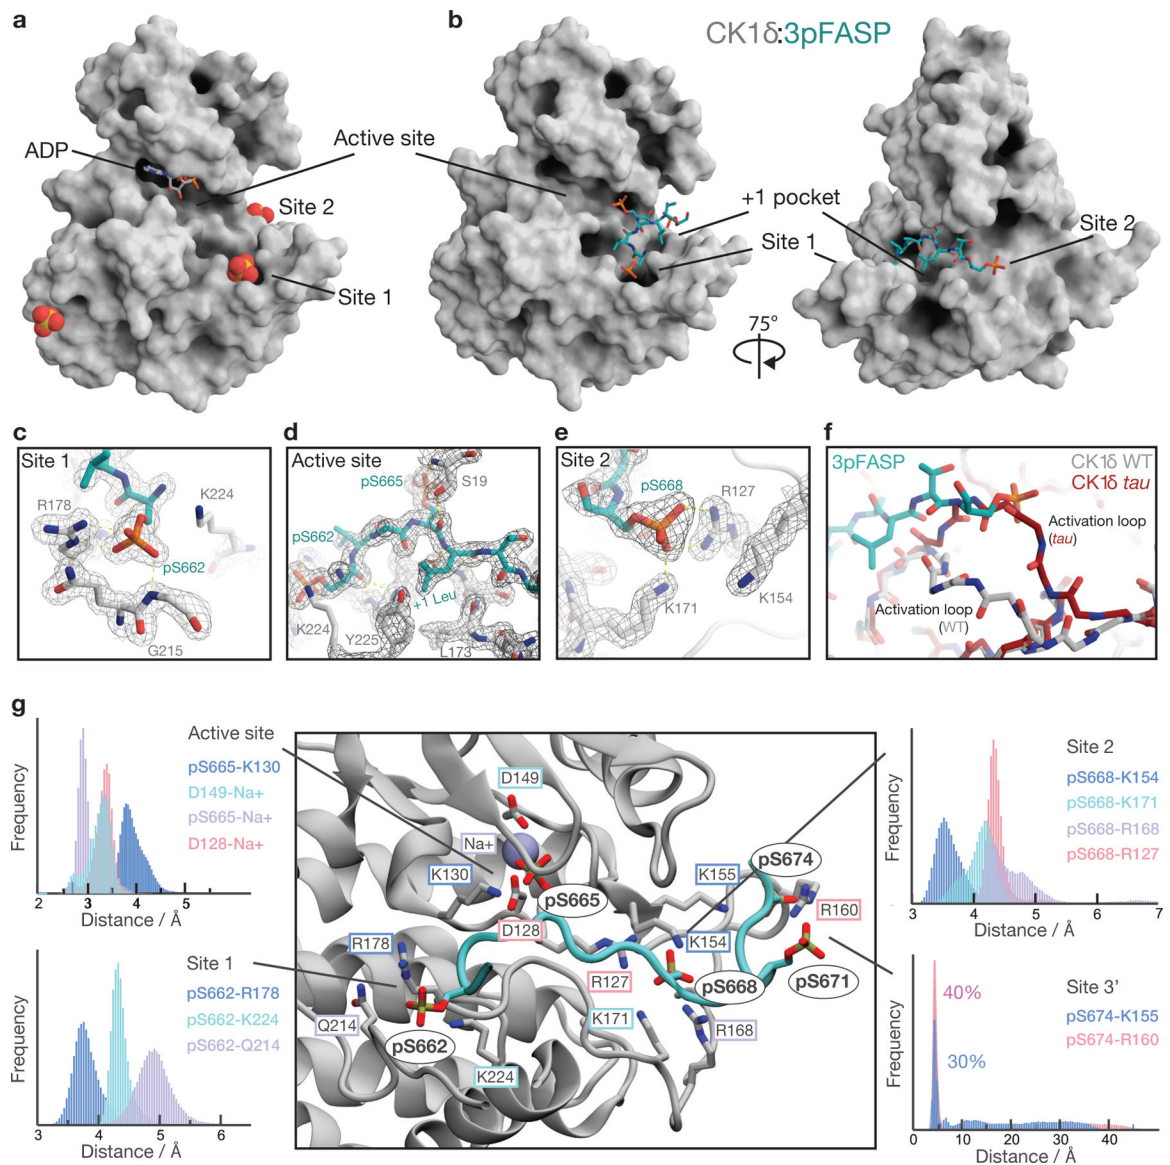 a
b
CK1δ:3pFASP
ADP
Active site
Site 2
Site 1
+1 pocket
Site 1
Site 2
75°
c
Site 1
R178
K224
pS662
G215
d
Active site
pS665
S19
pS662
+1 Leu
K224
Y225
L173
e
Site 2
pS668
R127
K171
K154
f
3pFASP
CK1δ WT
CK1δ tau
Activation loop
(tau)
Activation loop
(WT)
g
Active site
pS665-K130
D149-Na+
pS665-Na+
D128-Na+
Frequency
2 3 4 5
Distance / Å
Site 1
pS662-R178
pS662-K224
pS662-Q214
Frequency
3 4 5 6
Distance / Å
D149
Na+
K130
pS665
D128
R178
Q214
pS662
K224
R127
K171
K155
K154
pS674
R160
pS668
pS671
R168
Site 2
pS668-K154
pS668-K171
pS668-R168
pS668-R127
Frequency
3 4 5 6 7
Distance / Å
Site 3'
40%
pS674-K155
pS674-R160
30%
Frequency
0 10 20 30 40
Distance / Å